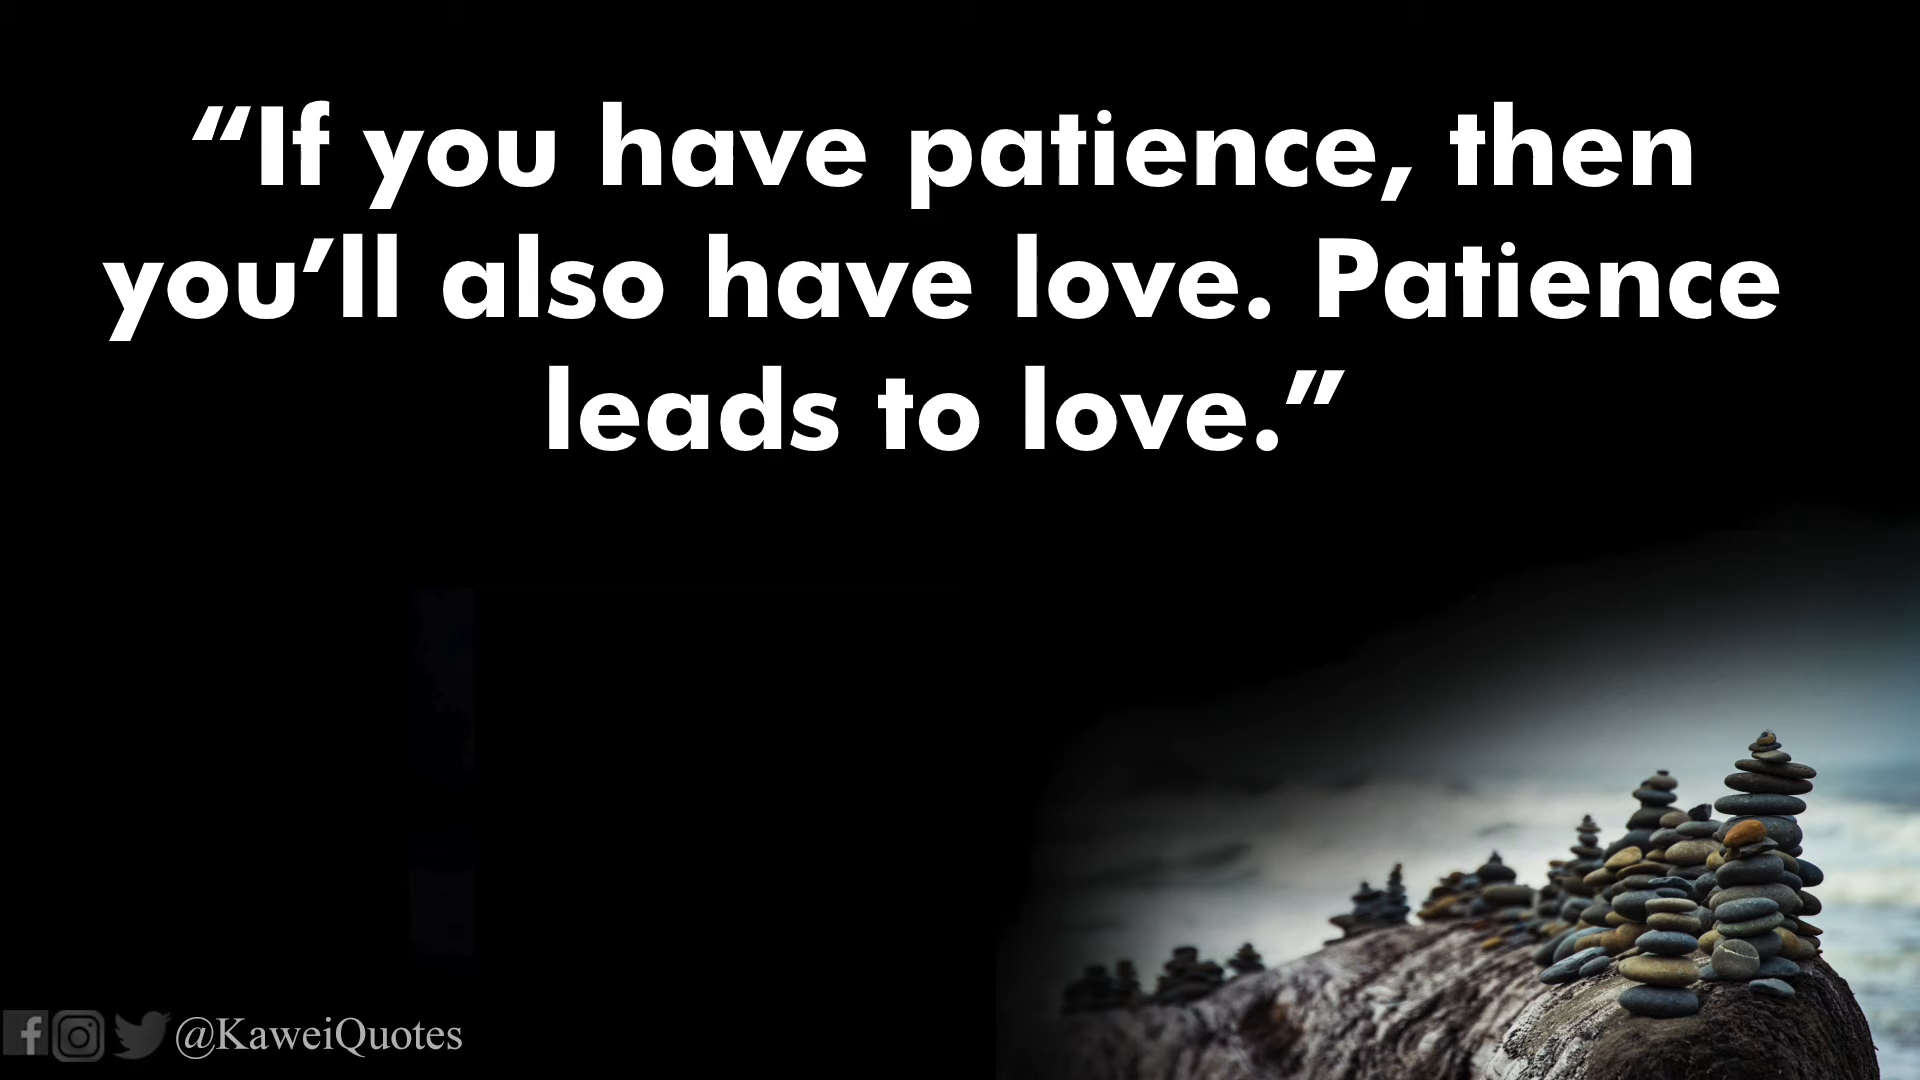 “If you have patience, then
you’ll also have love. Patience
leads to love.”
@KaweiQuotes